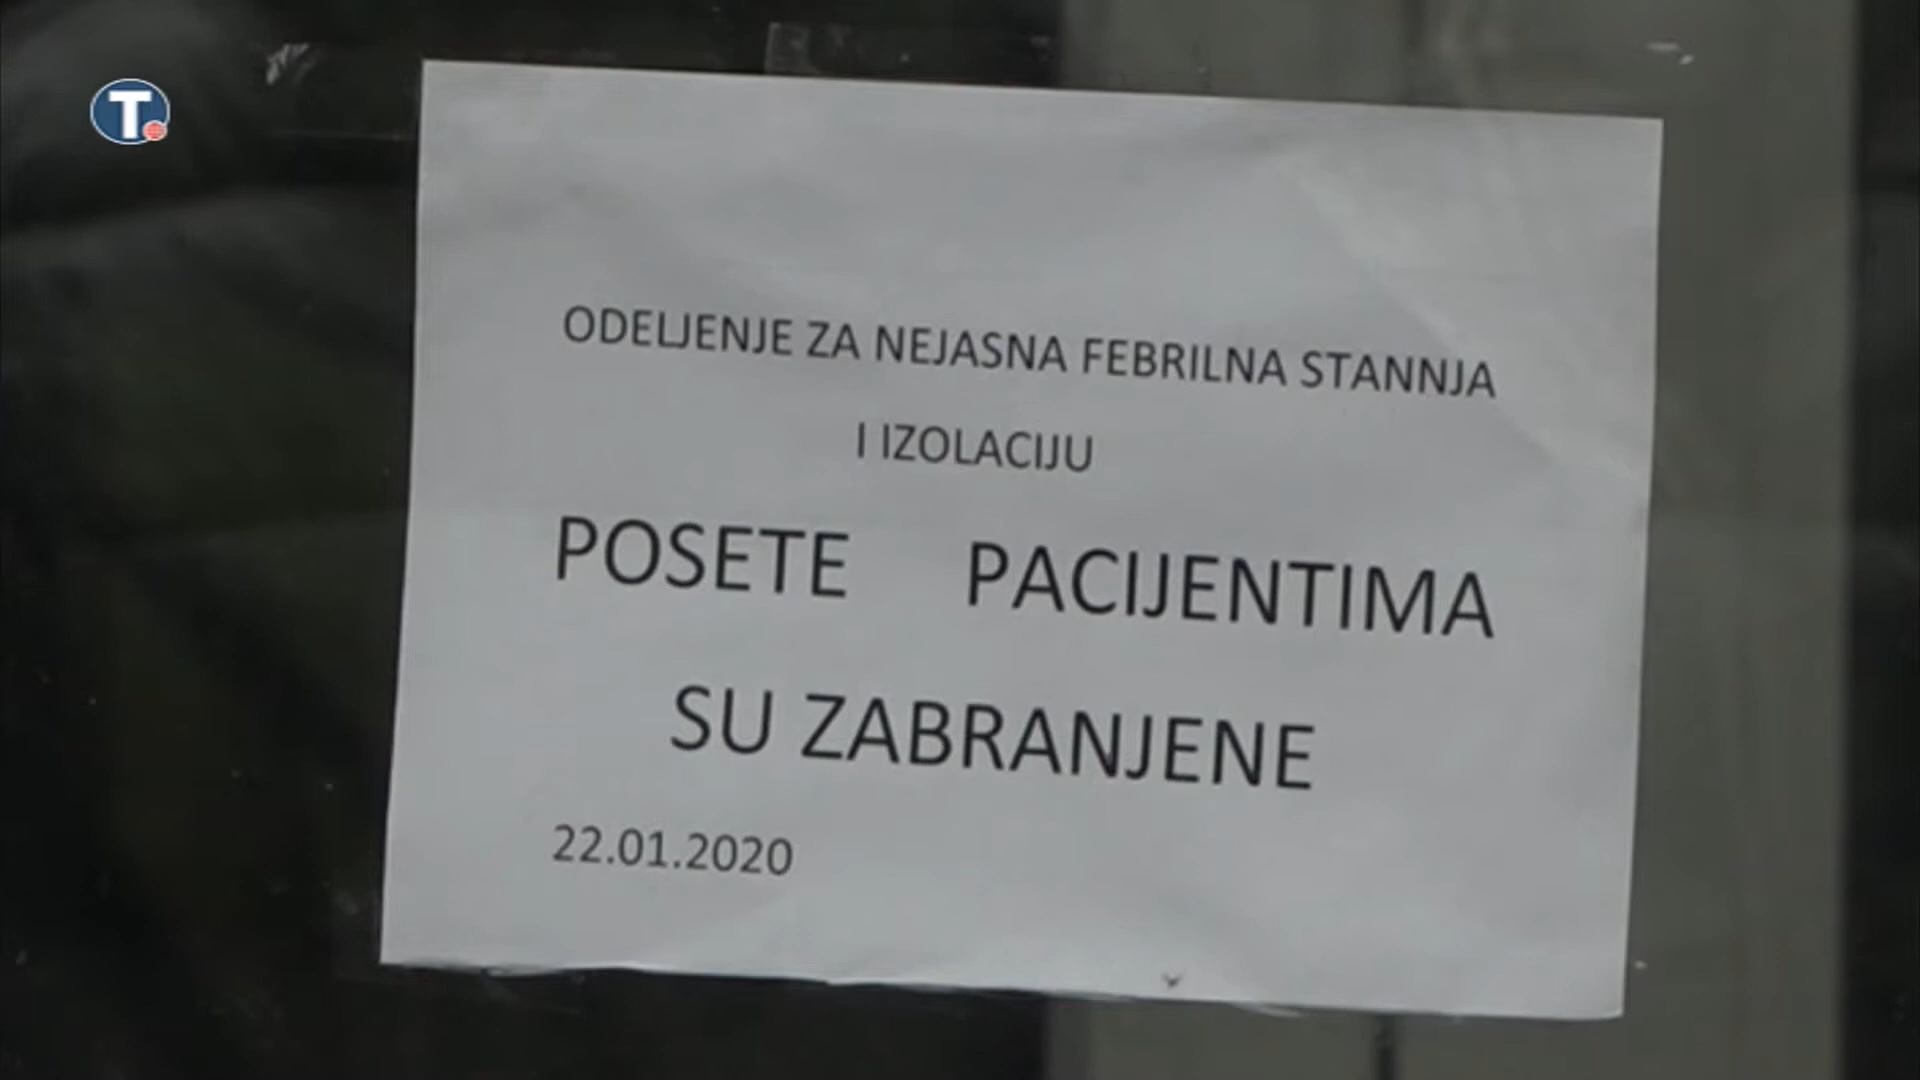 T
ODELJENJE ZA NEJASNA FEBRILNA STANNJA
I IZOLACIJU
POSETE PACIJENTIMA
SU ZABRANJENE
22.01.2020